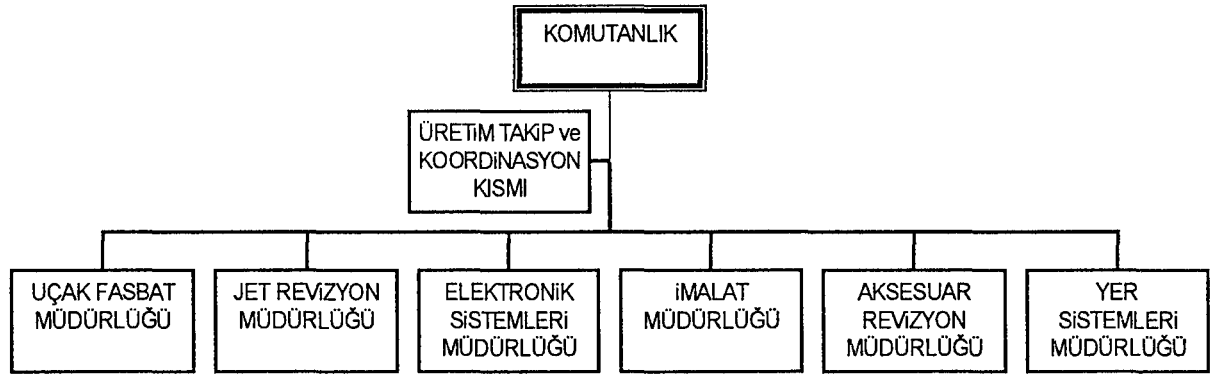 KOMUTANLIK
ÜRETİM TAKİP ve
KOORDİNASYON
KISMI
UÇAK FASBAT
MÜDÜRLÜĞÜ
JET REVİZYON
MÜDÜRLÜĞÜ
ELEKTRONİK
SİSTEMLERİ
MÜDÜRLÜĞÜ
İMALAT
MÜDÜRLÜĞÜ
AKSESUAR
REVİZYON
MÜDÜRLÜĞÜ
YER
SİSTEMLERİ
MÜDÜRLÜĞÜ